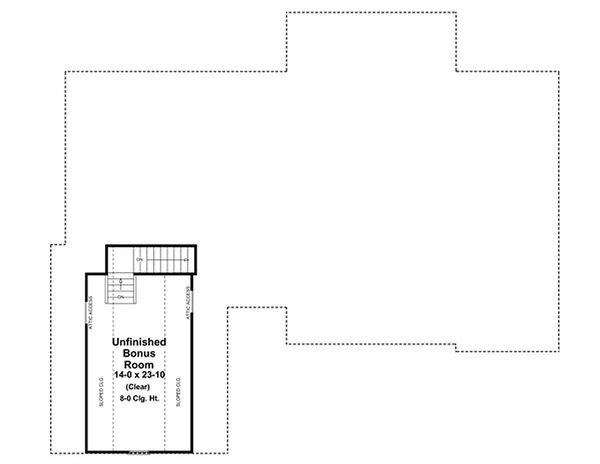 ATTIC ACCESS
ATTIC ACCESS
Unfinished
Bonus
Room
14-0 x 23-10
(Clear)
8-0 Clg. Ht.
SLOPED CLG.
SLOPED CLG.